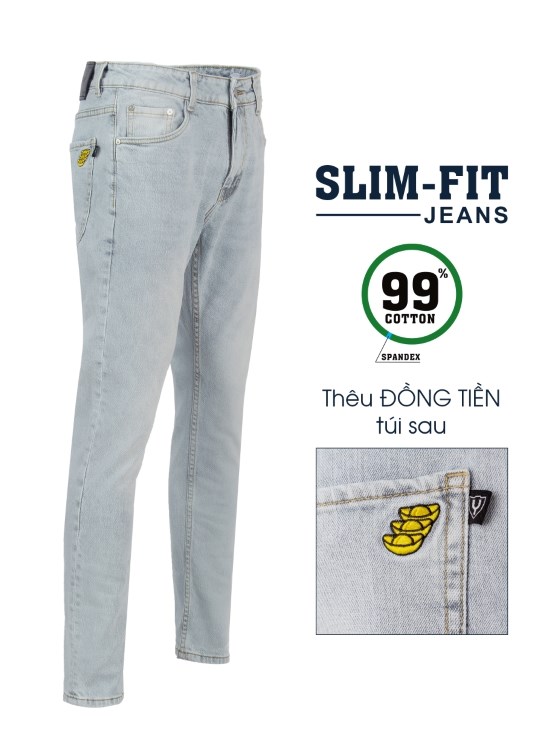 SLIM-FIT
JEANS
99%
COTTON
SPANDEX
Thêu ĐỒNG TIỀN
túi sau